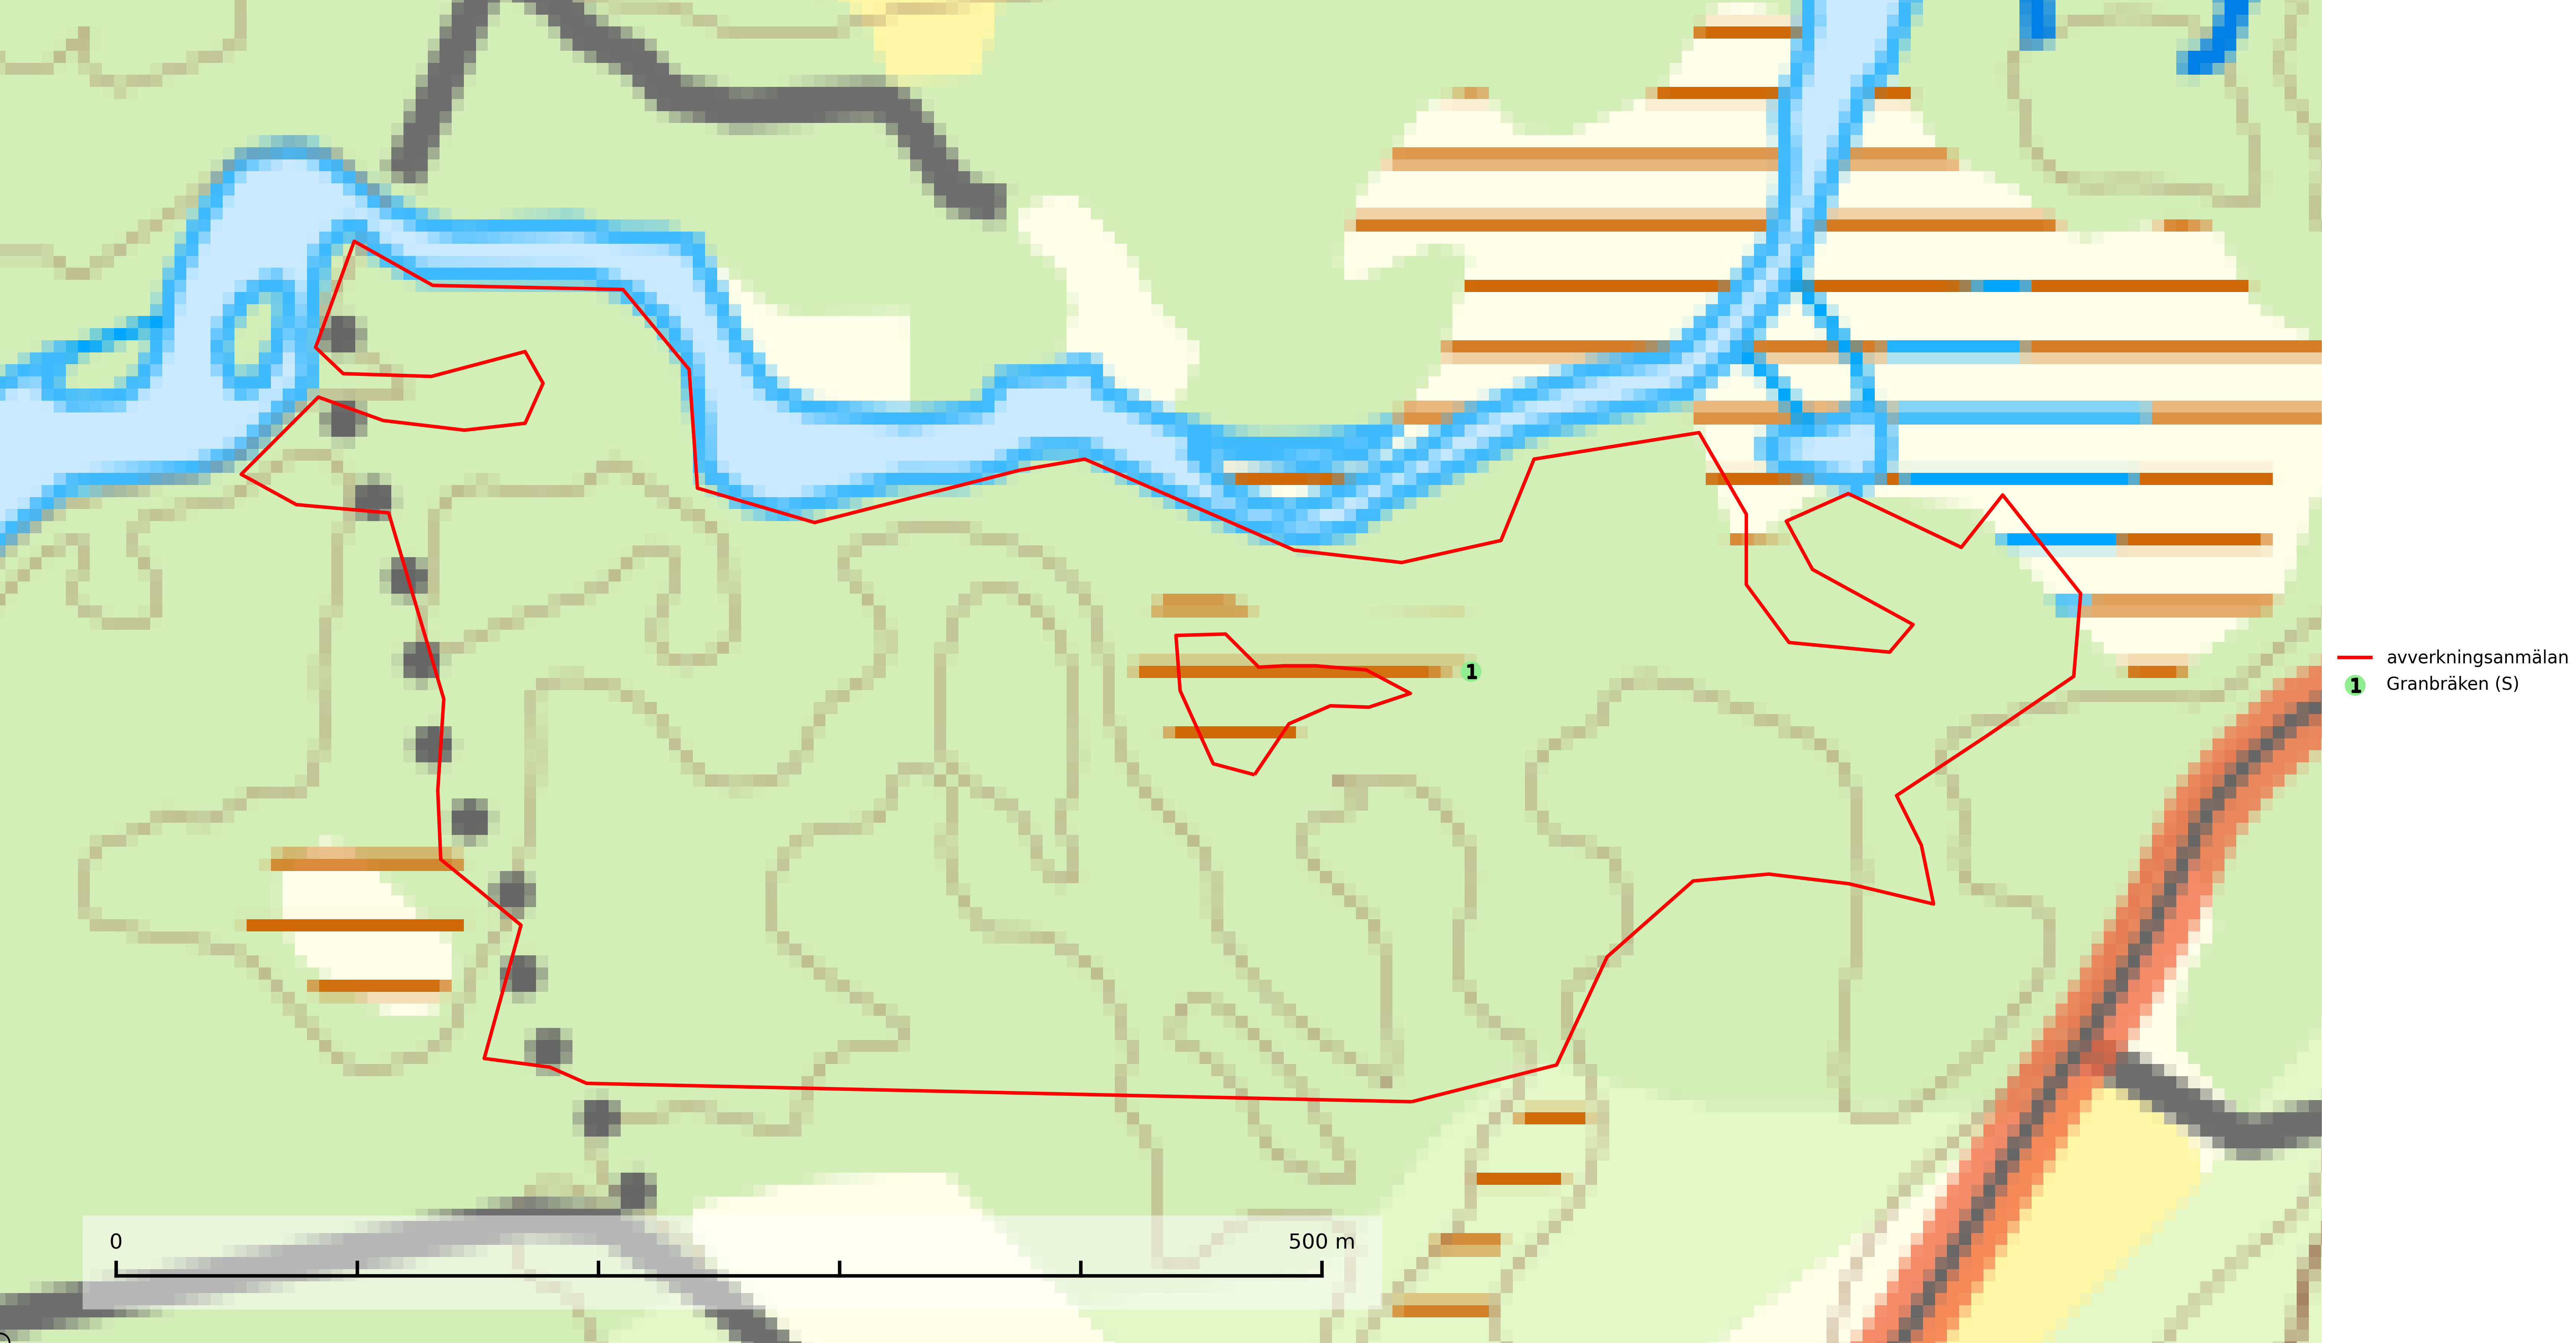 1
avverkningsanmälan
1 Granbräken (S)
0 500 m